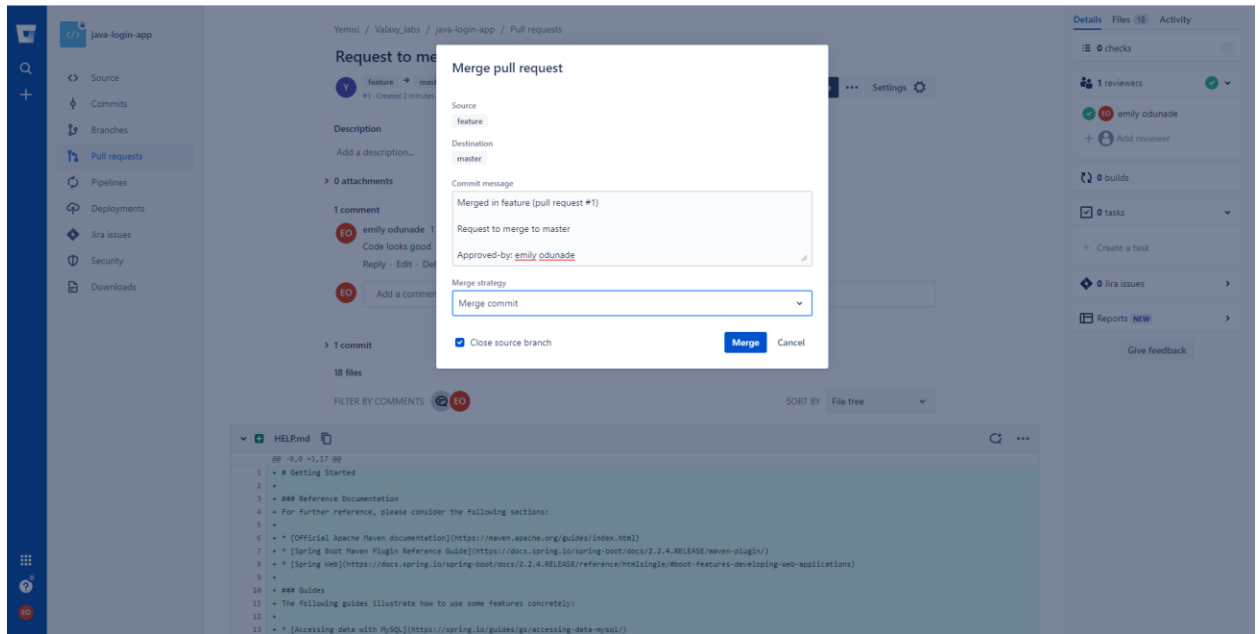 java-login-app
Source
Commits
Branches
Pull requests
Pipelines
Deployments
Jira issues
Security
Downloads
Yemisi / Valaxy_labs / java-login-app / Pull requests
Request to me
Y
feature → mast
#1 · Created 2 minutes
Settings
Description
Add a description...
0 attachments
1 comment
EO emily odunade 1
Code looks good
Reply · Edit · Del
EO Add a commen
1 commit
18 files
FILTER BY COMMENTS EO
SORT BY File tree
Merge pull request
Source
feature
Destination
master
Commit message
Merged in feature (pull request #1)
Request to merge to master
Approved-by: emily odunade
Merge strategy
Merge commit
Close source branch
Merge Cancel
Details Files 18 Activity
0 checks
1 reviewers
EO emily odunade
+ Add reviewer
0 builds
0 tasks
+ Create a task
0 Jira issues
Reports NEW
Give feedback
HELP.md
@@ -0,0 +1,17 @@
1 + # Getting Started
2 +
3 + ### Reference Documentation
4 + For further reference, please consider the following sections:
5 +
6 + * [Official Apache Maven documentation](https://maven.apache.org/guides/index.html)
7 + * [Spring Boot Maven Plugin Reference Guide](https://docs.spring.io/spring-boot/docs/2.2.4.RELEASE/maven-plugin/)
8 + * [Spring Web](https://docs.spring.io/spring-boot/docs/2.2.4.RELEASE/reference/htmlsingle/#boot-features-developing-web-applications)
9 +
10 + ### Guides
11 + The following guides illustrate how to use some features concretely:
12 +
13 + * [Accessing data with MySQL](https://spring.io/guides/gs/accessing-data-mysql/)
EO